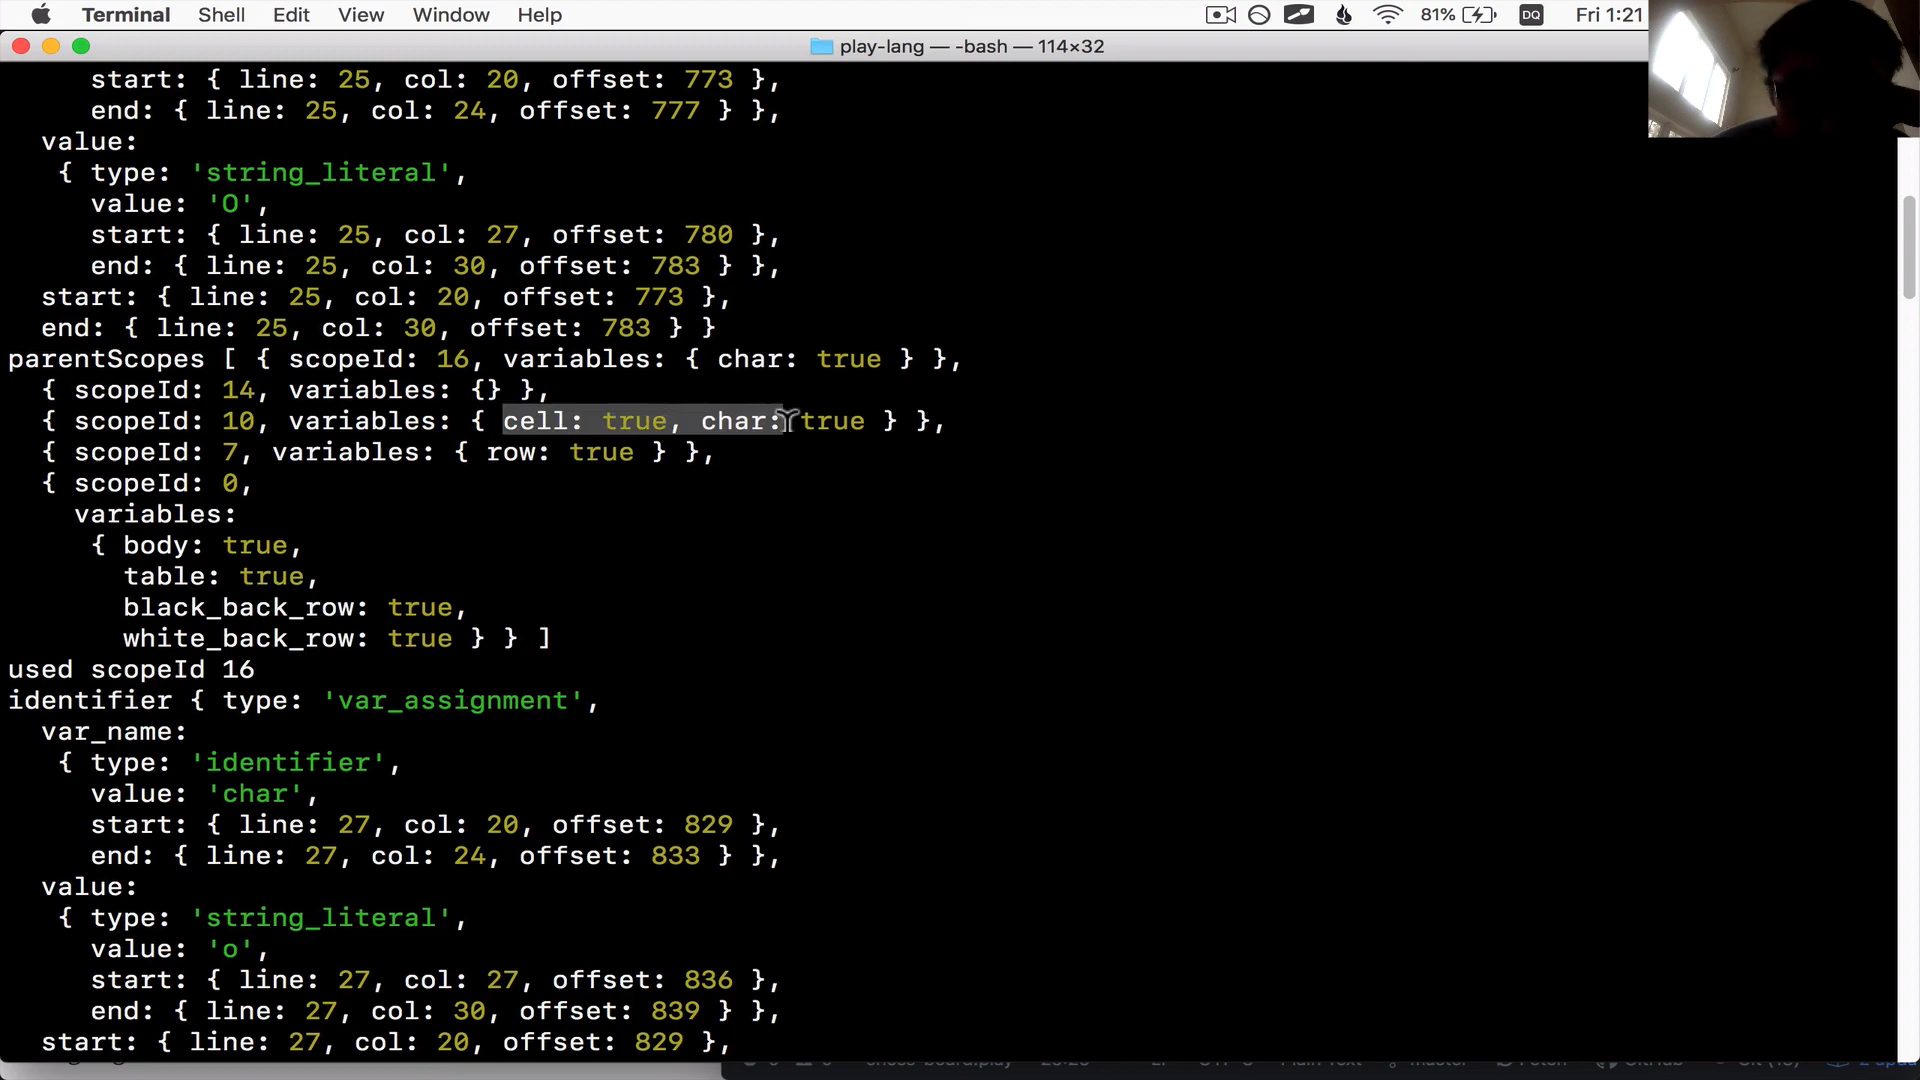 Terminal Shell Edit View Window Help 81% DQ Fri 1:21
play-lang — -bash — 114×32
start: { line: 25, col: 20, offset: 773 },
end: { line: 25, col: 24, offset: 777 } },
value:
{ type: 'string_literal',
value: 'O',
start: { line: 25, col: 27, offset: 780 },
end: { line: 25, col: 30, offset: 783 } },
start: { line: 25, col: 20, offset: 773 },
end: { line: 25, col: 30, offset: 783 } }
parentScopes [ { scopeId: 16, variables: { char: true } },
{ scopeId: 14, variables: {} },
{ scopeId: 10, variables: { cell: true, char: true } },
{ scopeId: 7, variables: { row: true } },
{ scopeId: 0,
variables:
{ body: true,
table: true,
black_back_row: true,
white_back_row: true } } ]
used scopeId 16
identifier { type: 'var_assignment',
var_name:
{ type: 'identifier',
value: 'char',
start: { line: 27, col: 20, offset: 829 },
end: { line: 27, col: 24, offset: 833 } },
value:
{ type: 'string_literal',
value: 'o',
start: { line: 27, col: 27, offset: 836 },
end: { line: 27, col: 30, offset: 839 } },
start: { line: 27, col: 20, offset: 829 },